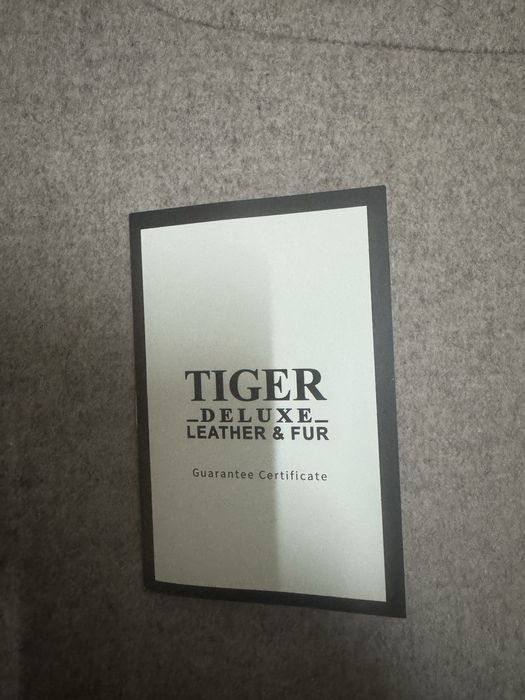 TIGER
DELUXE
LEATHER & FUR
Guarantee Certificate